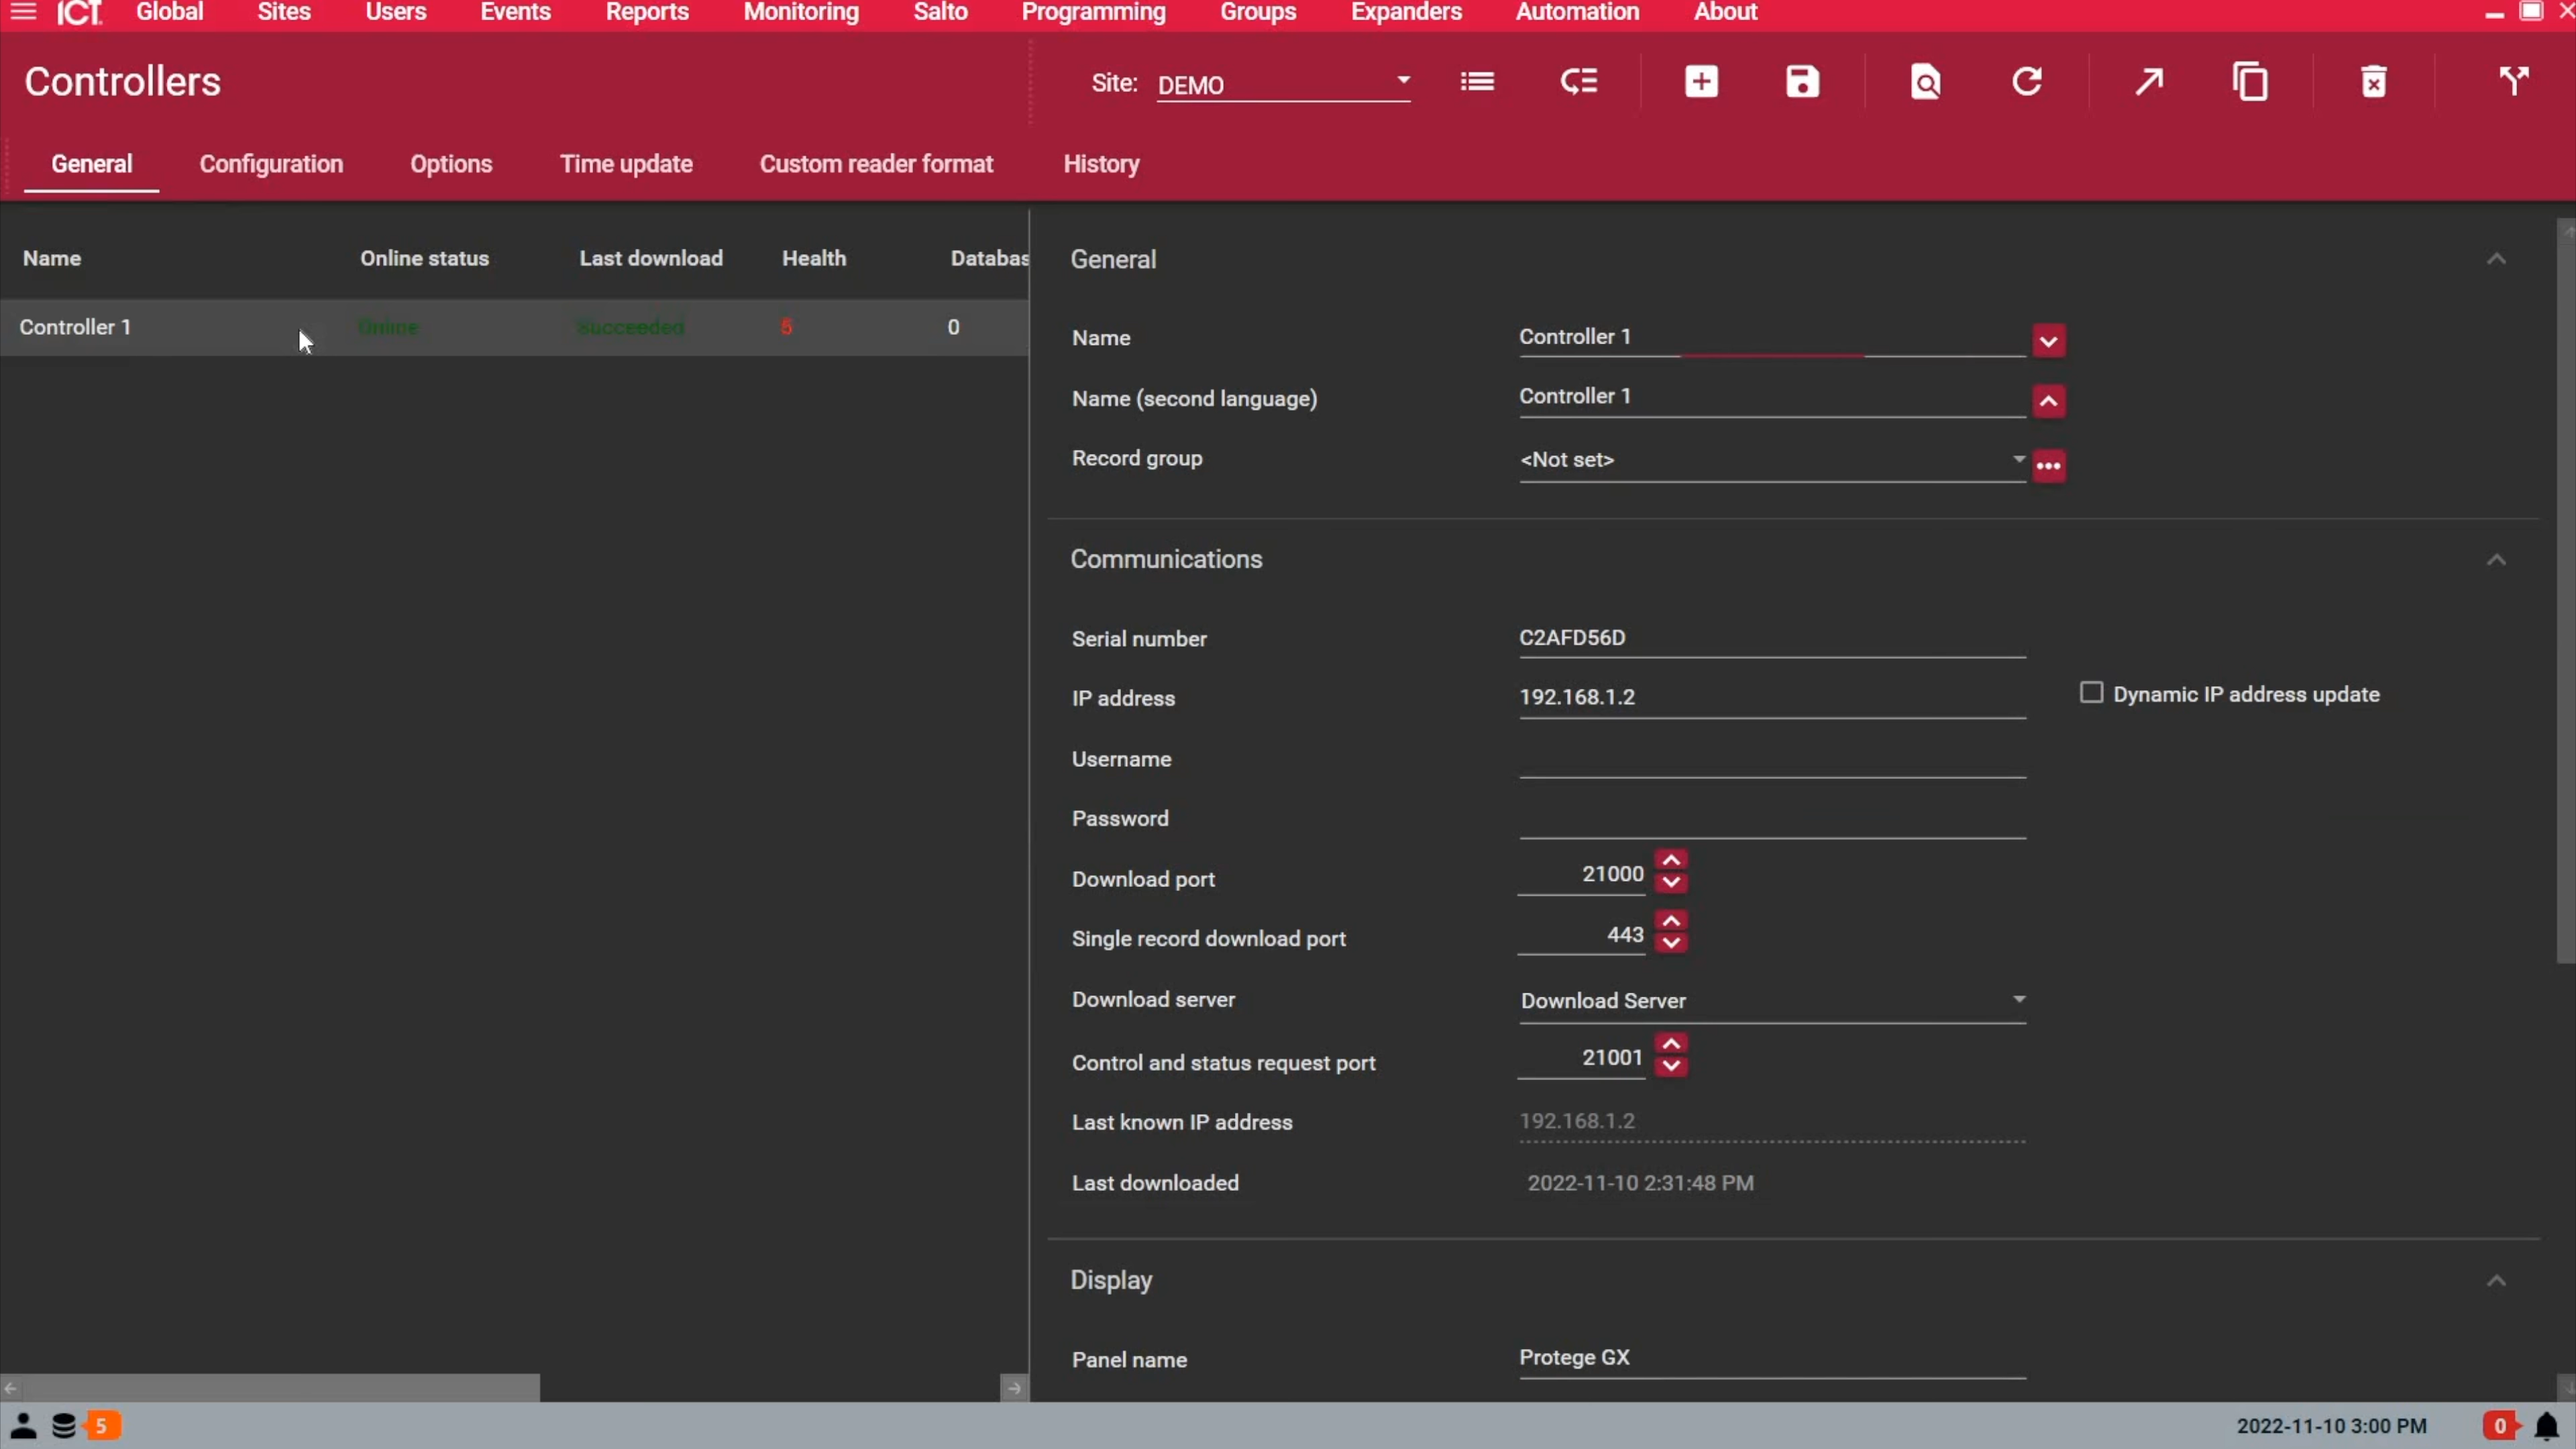 ICT. Global Sites Users Events Reports Monitoring Salto Programming Groups Expanders Automation About
Controllers
Site: DEMO
General Configuration Options Time update Custom reader format History
Name Online status Last download Health Databas
Controller 1 Online Succeeded 5 0
General
Name Controller 1
Name (second language) Controller 1
Record group <Not set>
Communications
Serial number C2AFD56D
IP address 192.168.1.2 Dynamic IP address update
Username
Password
Download port 21000
Single record download port 443
Download server Download Server
Control and status request port 21001
Last known IP address 192.168.1.2
Last downloaded 2022-11-10 2:31:48 PM
Display
Panel name Protege GX
5 2022-11-10 3:00 PM 0